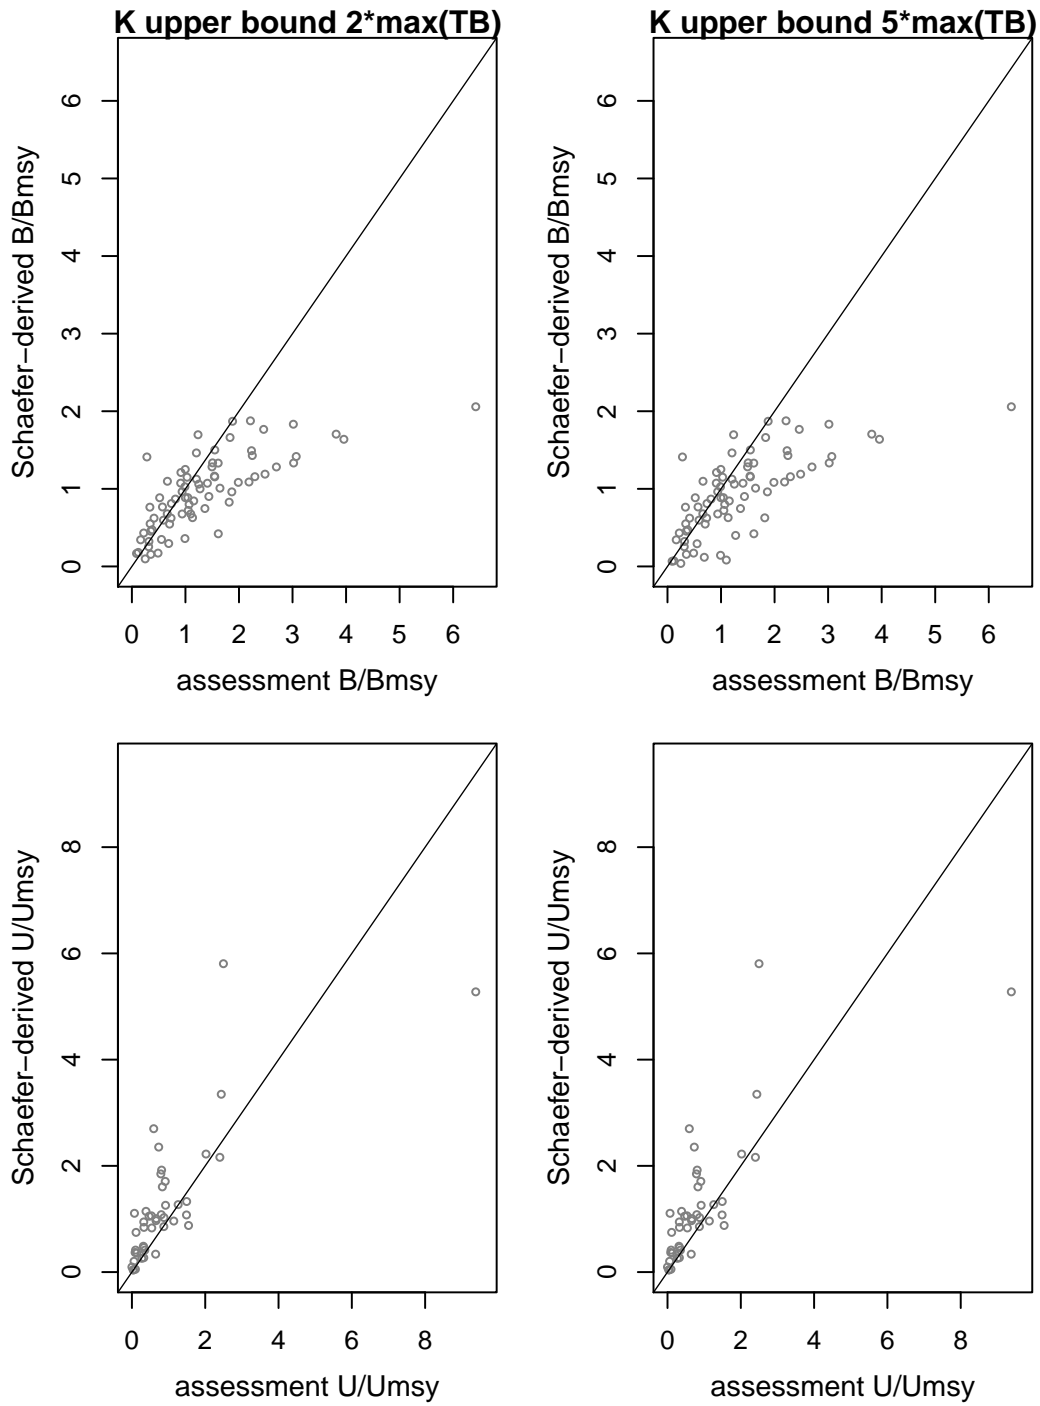 K upper bound 2*max(TB)
Schaefer−derived B/Bmsy
0 1 2 3 4 5 6
0 1 2 3 4 5 6
assessment B/Bmsy
K upper bound 5*max(TB)
Schaefer−derived B/Bmsy
0 1 2 3 4 5 6
0 1 2 3 4 5 6
assessment B/Bmsy
Schaefer−derived U/Umsy
0 2 4 6 8
0 2 4 6 8
assessment U/Umsy
Schaefer−derived U/Umsy
0 2 4 6 8
0 2 4 6 8
assessment U/Umsy